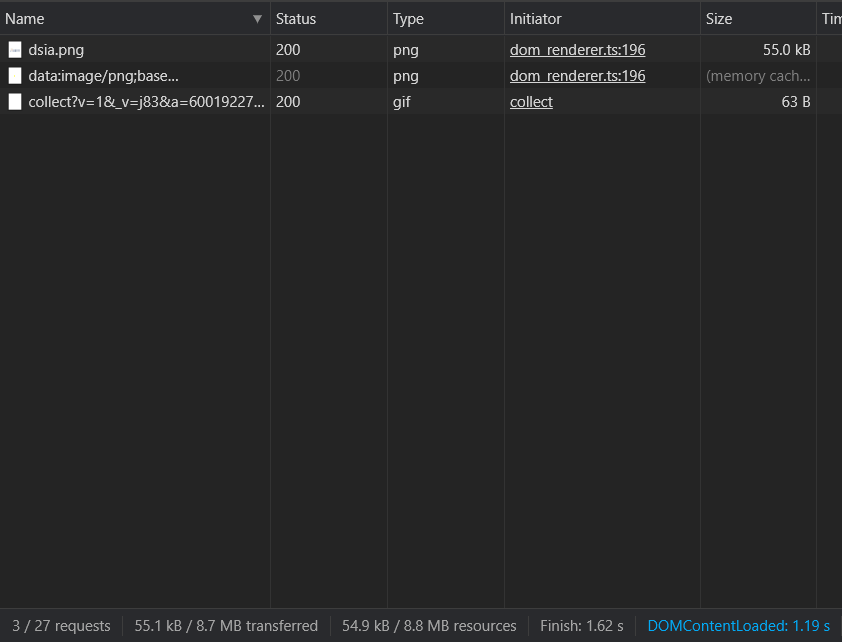 Name Status Type Initiator Size Tim
dsia.png 200 png dom_renderer.ts:196 55.0 kB
data:image/png;base... 200 png dom_renderer.ts:196 (memory cach...
collect?v=1&_v=j83&a=60019227... 200 gif collect 63 B
3 / 27 requests 55.1 kB / 8.7 MB transferred 54.9 kB / 8.8 MB resources Finish: 1.62 s DOMContentLoaded: 1.19 s